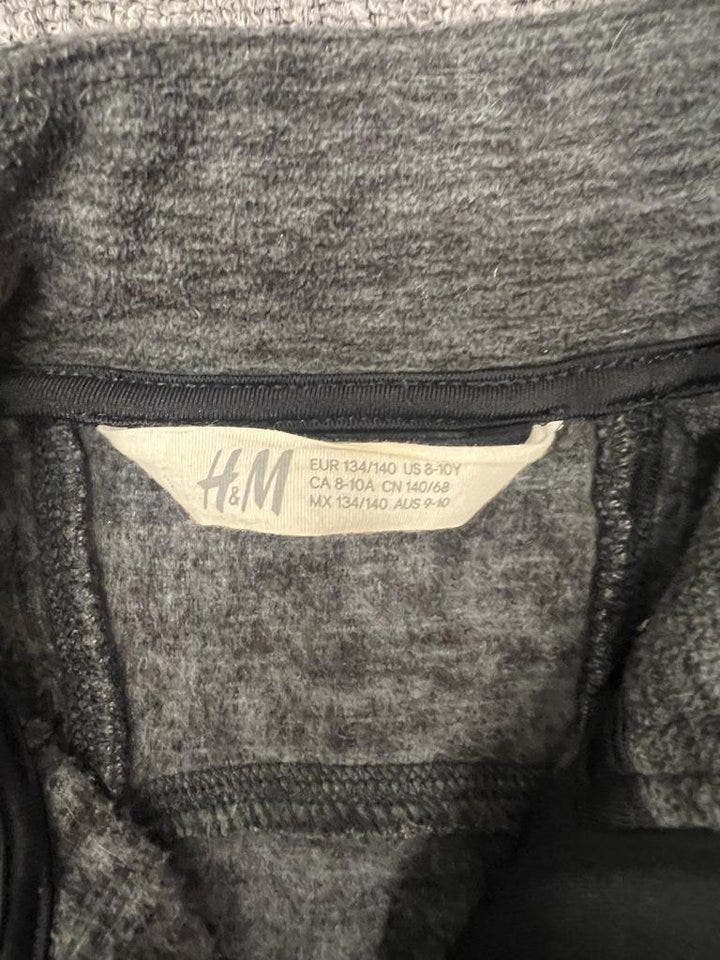 H&M
EUR 134/140 US 8-10Y
CA 8-10A CN 140/68
MX 134/140 AUS 9-10